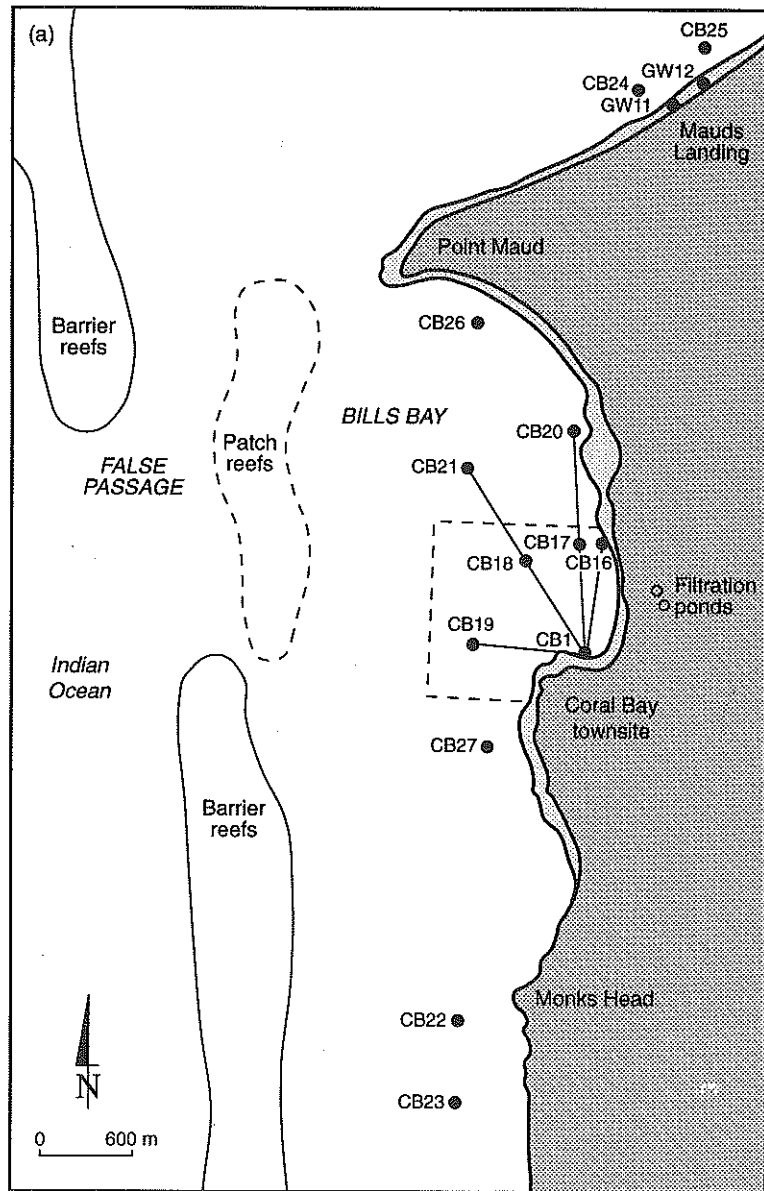 (a)
CB25
GW12
CB24
GW11
Mauds
Landing
Point Maud
Barrier
reefs
CB26
BILLS BAY
CB20
Patch
reefs
CB21
FALSE
PASSAGE
CB17
CB18
CB16
Filtration
ponds
CB19
CB1
Indian
Ocean
Coral Bay
townsite
CB27
Barrier
reefs
Monks Head
CB22
N
CB23
0 600 m